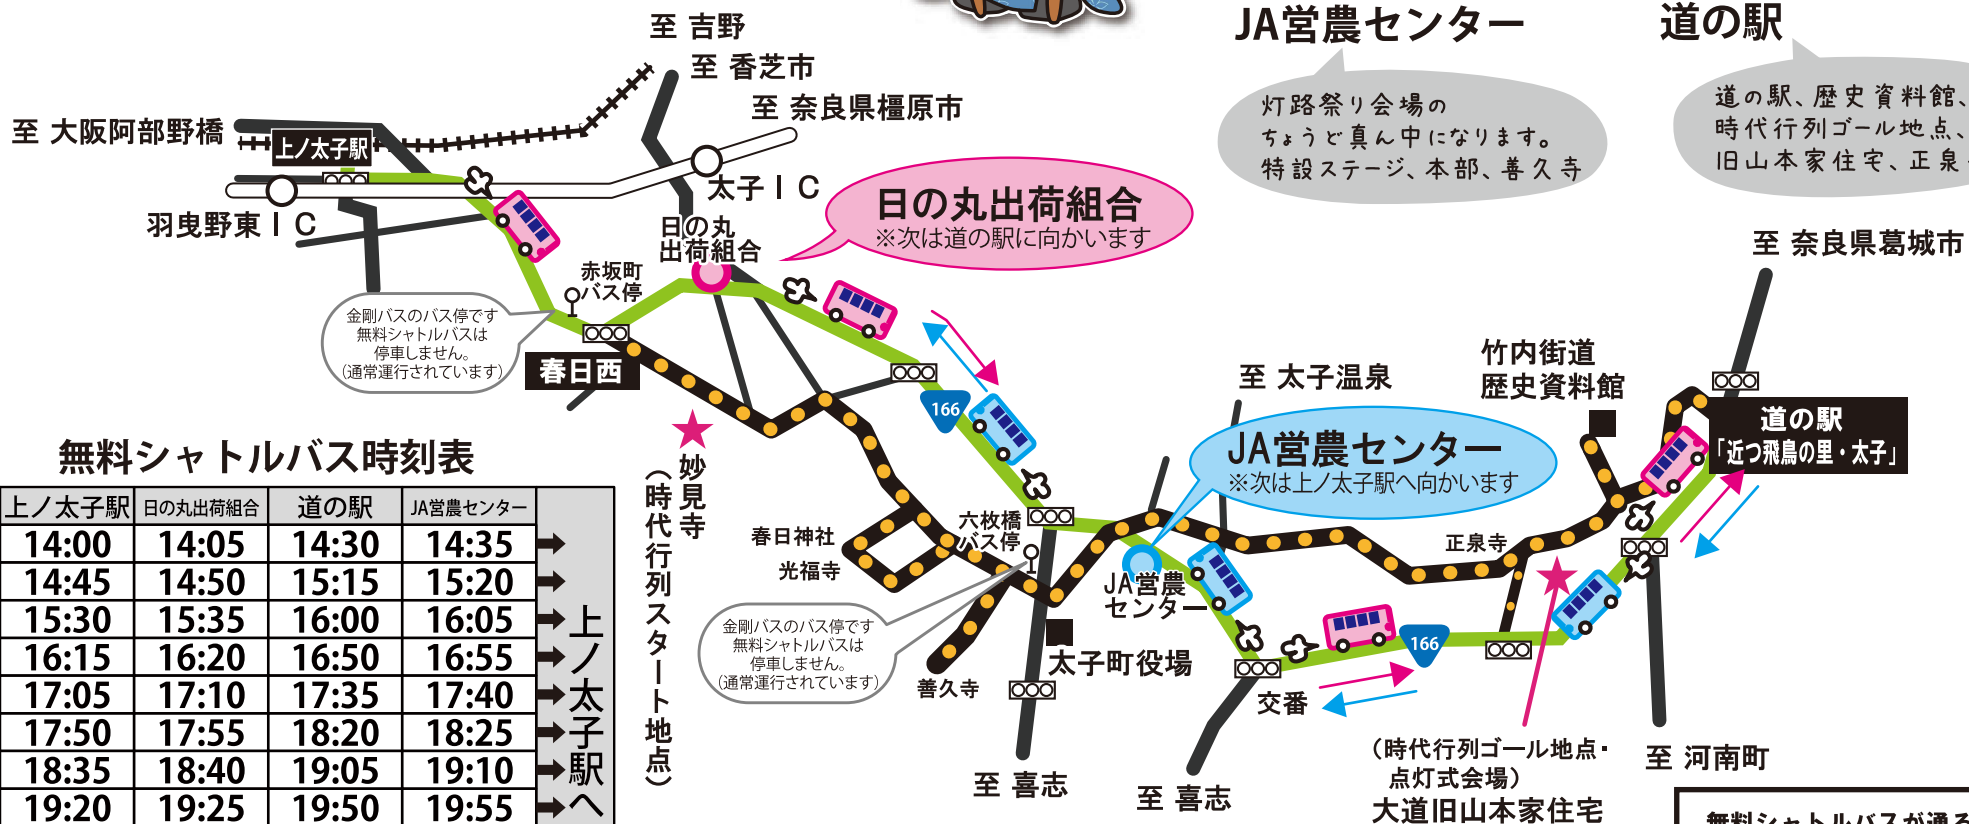 JA営農センター
道の駅
灯路祭り会場の
ちょうど真ん中になります。
特設ステージ、本部、善久寺
道の駅、歴史資料館、
時代行列ゴール地点、
旧山本家住宅、正泉
至 吉野
至 香芝市
至 奈良県橿原市
至 大阪阿部野橋
上ノ太子駅
太子IC
羽曳野東IC
日の丸
出荷組合
日の丸出荷組合
※次は道の駅に向かいます
至 奈良県葛城市
赤坂町
バス停
金剛バスのバス停です
無料シャトルバスは
停車しません。
(通常運行されています)
春日西
166
至 太子温泉
竹内街道
歴史資料館
道の駅
「近つ飛鳥の里・太子」
JA営農センター
※次は上ノ太子駅へ向かいます
妙見寺
(時代行列スタート地点)
春日神社
光福寺
六枚橋
バス停
正泉寺
JA営農
センター
金剛バスのバス停です
無料シャトルバスは
停車しません。
(通常運行されています)
善久寺
太子町役場
166
交番
至 喜志
至 喜志
(時代行列ゴール地点・
点灯式会場)
大道旧山本家住宅
至 河南町
無料シャトルバス時刻表
上ノ太子駅 日の丸出荷組合 道の駅 JA営農センター
14:00 14:05 14:30 14:35
14:45 14:50 15:15 15:20
15:30 15:35 16:00 16:05
16:15 16:20 16:50 16:55
17:05 17:10 17:35 17:40
17:50 17:55 18:20 18:25
18:35 18:40 19:05 19:10
19:20 19:25 19:50 19:55
上ノ太子駅へ
無料シャトルバスが通る